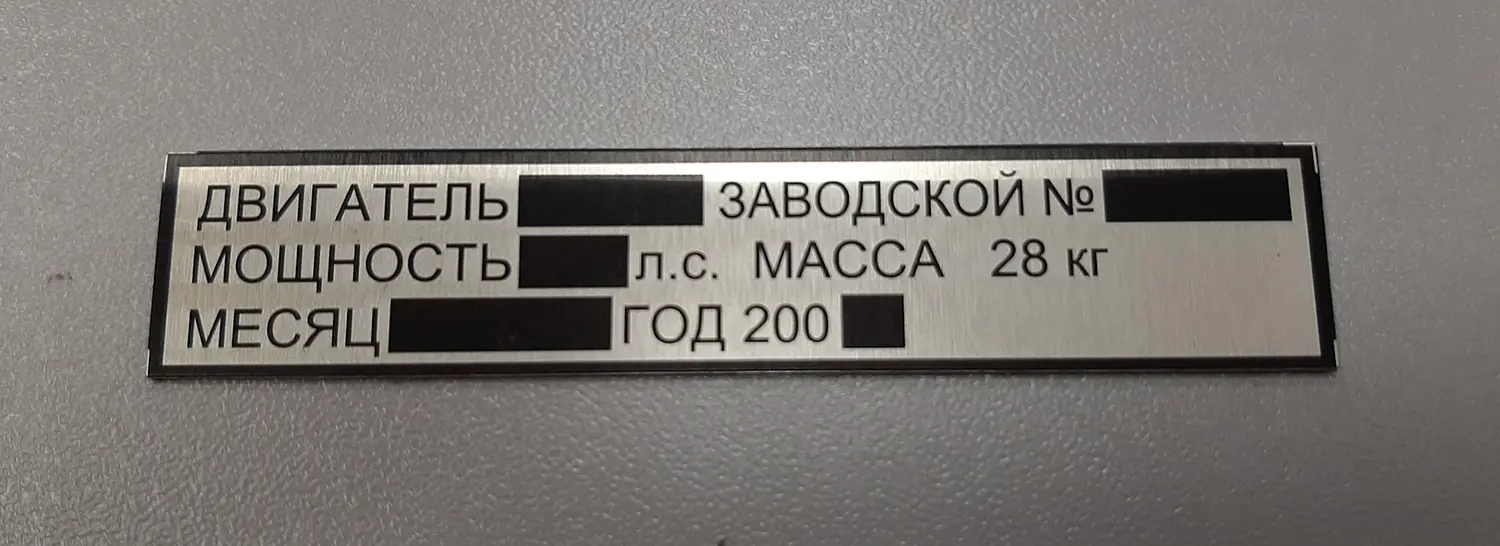 ДВИГАТЕЛЬ ЗАВОДСКОЙ №
МОЩНОСТЬ л.с. МАССА 28 кг
МЕСЯЦ ГОД 200